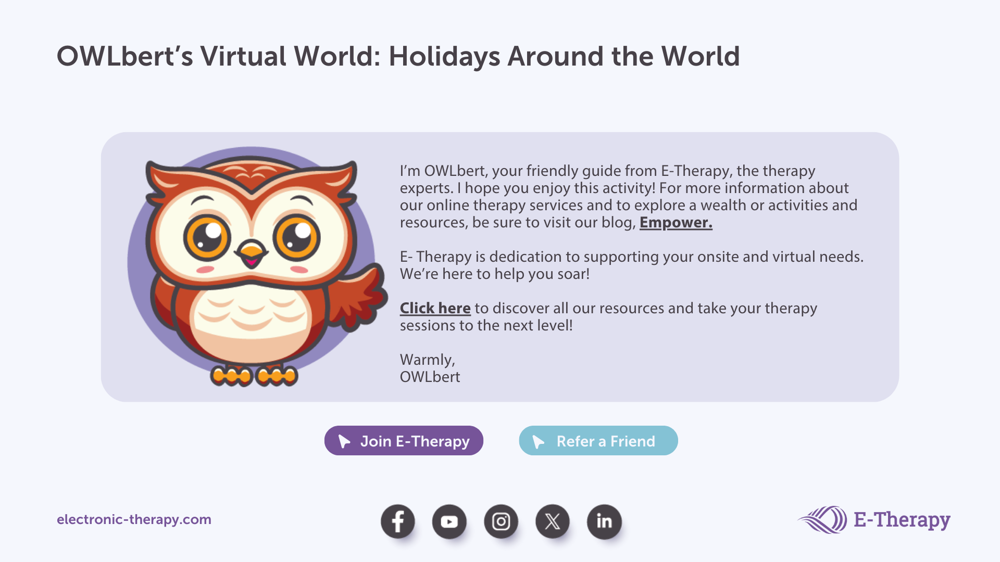 OWLbert’s Virtual World: Holidays Around the World
I’m OWLbert, your friendly guide from E-Therapy, the therapy
experts. I hope you enjoy this activity! For more information about
our online therapy services and to explore a wealth or activities and
resources, be sure to visit our blog, Empower.
E- Therapy is dedication to supporting your onsite and virtual needs.
We’re here to help you soar!
Click here to discover all our resources and take your therapy
sessions to the next level!
Warmly,
OWLbert
Join E-Therapy
Refer a Friend
electronic-therapy.com
E-Therapy